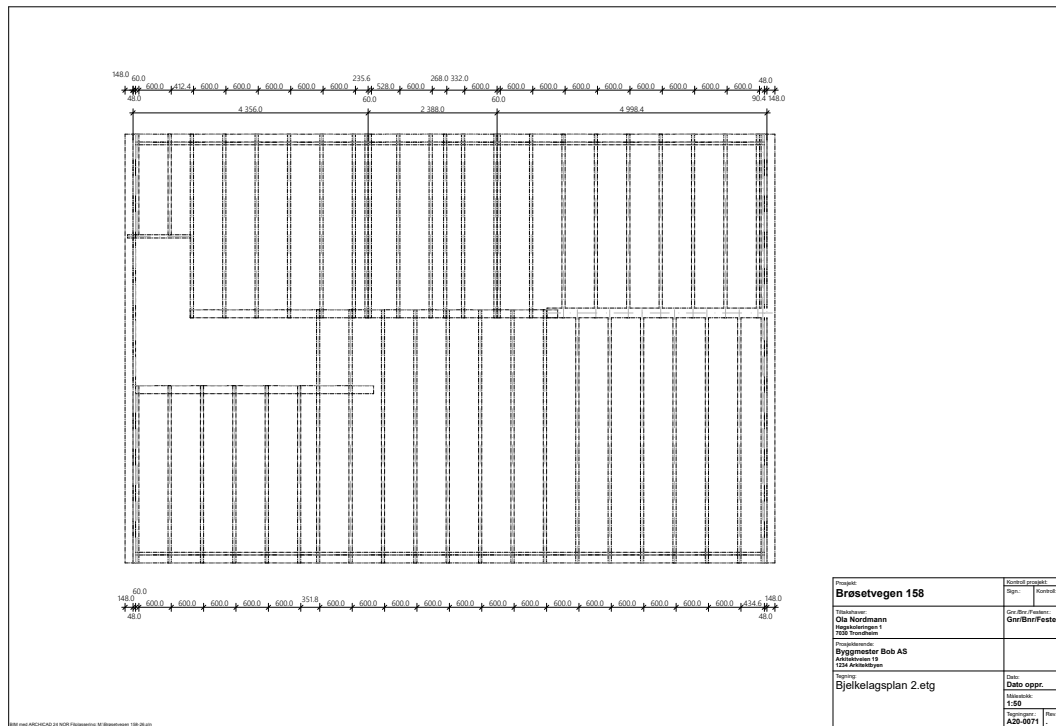 148.0 60.0 235.6 268.0 332.0 48.0
600.0 412.4 600.0 600.0 600.0 600.0 600.0 528.0 600.0 600.0 600.0 600.0 600.0 600.0 600.0 600.0 600.0
48.0 60.0 60.0 90.4 148.0
4 356.0 2 388.0 4 998.4
60.0
148.0 351.8 148.0
600.0 600.0 600.0 600.0 600.0 600.0 600.0 600.0 600.0 600.0 600.0 600.0 600.0 600.0 600.0 600.0 600.0 434.6
48.0 48.0
Prosjekt:
Brøsetvegen 158
Kontroll prosjekt:
Sign.: Kontroll:
Tiltakshaver:
Ola Nordmann
Høgskoleringen 1
7030 Trondheim
Gnr./Bnr./Festenr.:
Gnr/Bnr/Feste
Prosjekterende:
Byggmester Bob AS
Arkitektveien 19
1234 Arkitektbyen
Tegning:
Bjelkelagsplan 2.etg
Dato:
Dato oppr.
Målestokk:
1:50
Tegningsnr.: Rev.
A20-0071 .